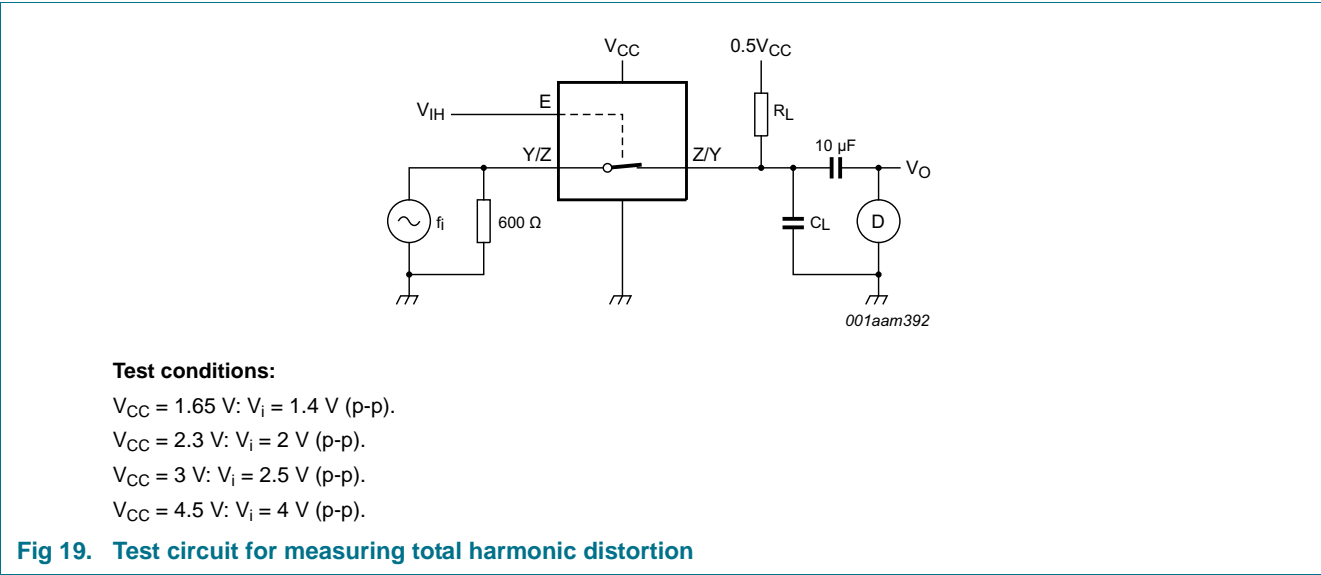 VCC
0.5VCC
VIH
E
RL
Y/Z
Z/Y
10 µF
VO
fi
600 Ω
CL
D
001aam392
Test conditions:
VCC = 1.65 V: Vi = 1.4 V (p-p).
VCC = 2.3 V: Vi = 2 V (p-p).
VCC = 3 V: Vi = 2.5 V (p-p).
VCC = 4.5 V: Vi = 4 V (p-p).
Fig 19. Test circuit for measuring total harmonic distortion